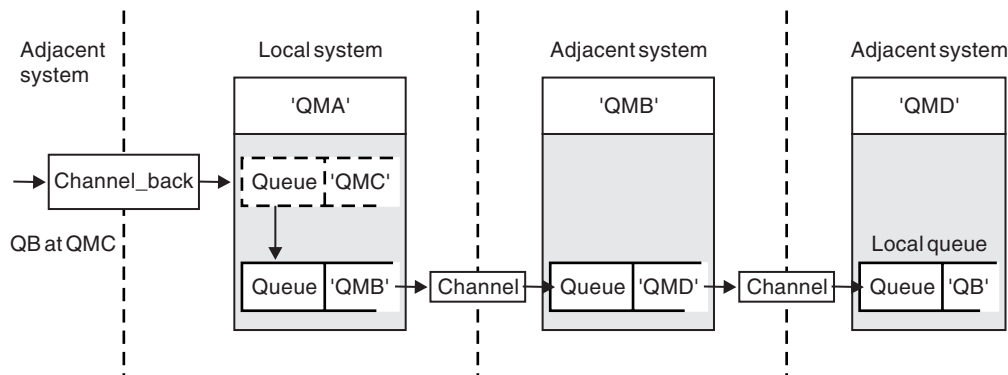 Adjacent
system
Local system
Adjacent system
Adjacent system
'QMA'
'QMB'
'QMD'
Channel_back
Queue 'QMC'
QB at QMC
Local queue
Queue 'QMB'
Channel
Queue 'QMD'
Channel
Queue 'QB'